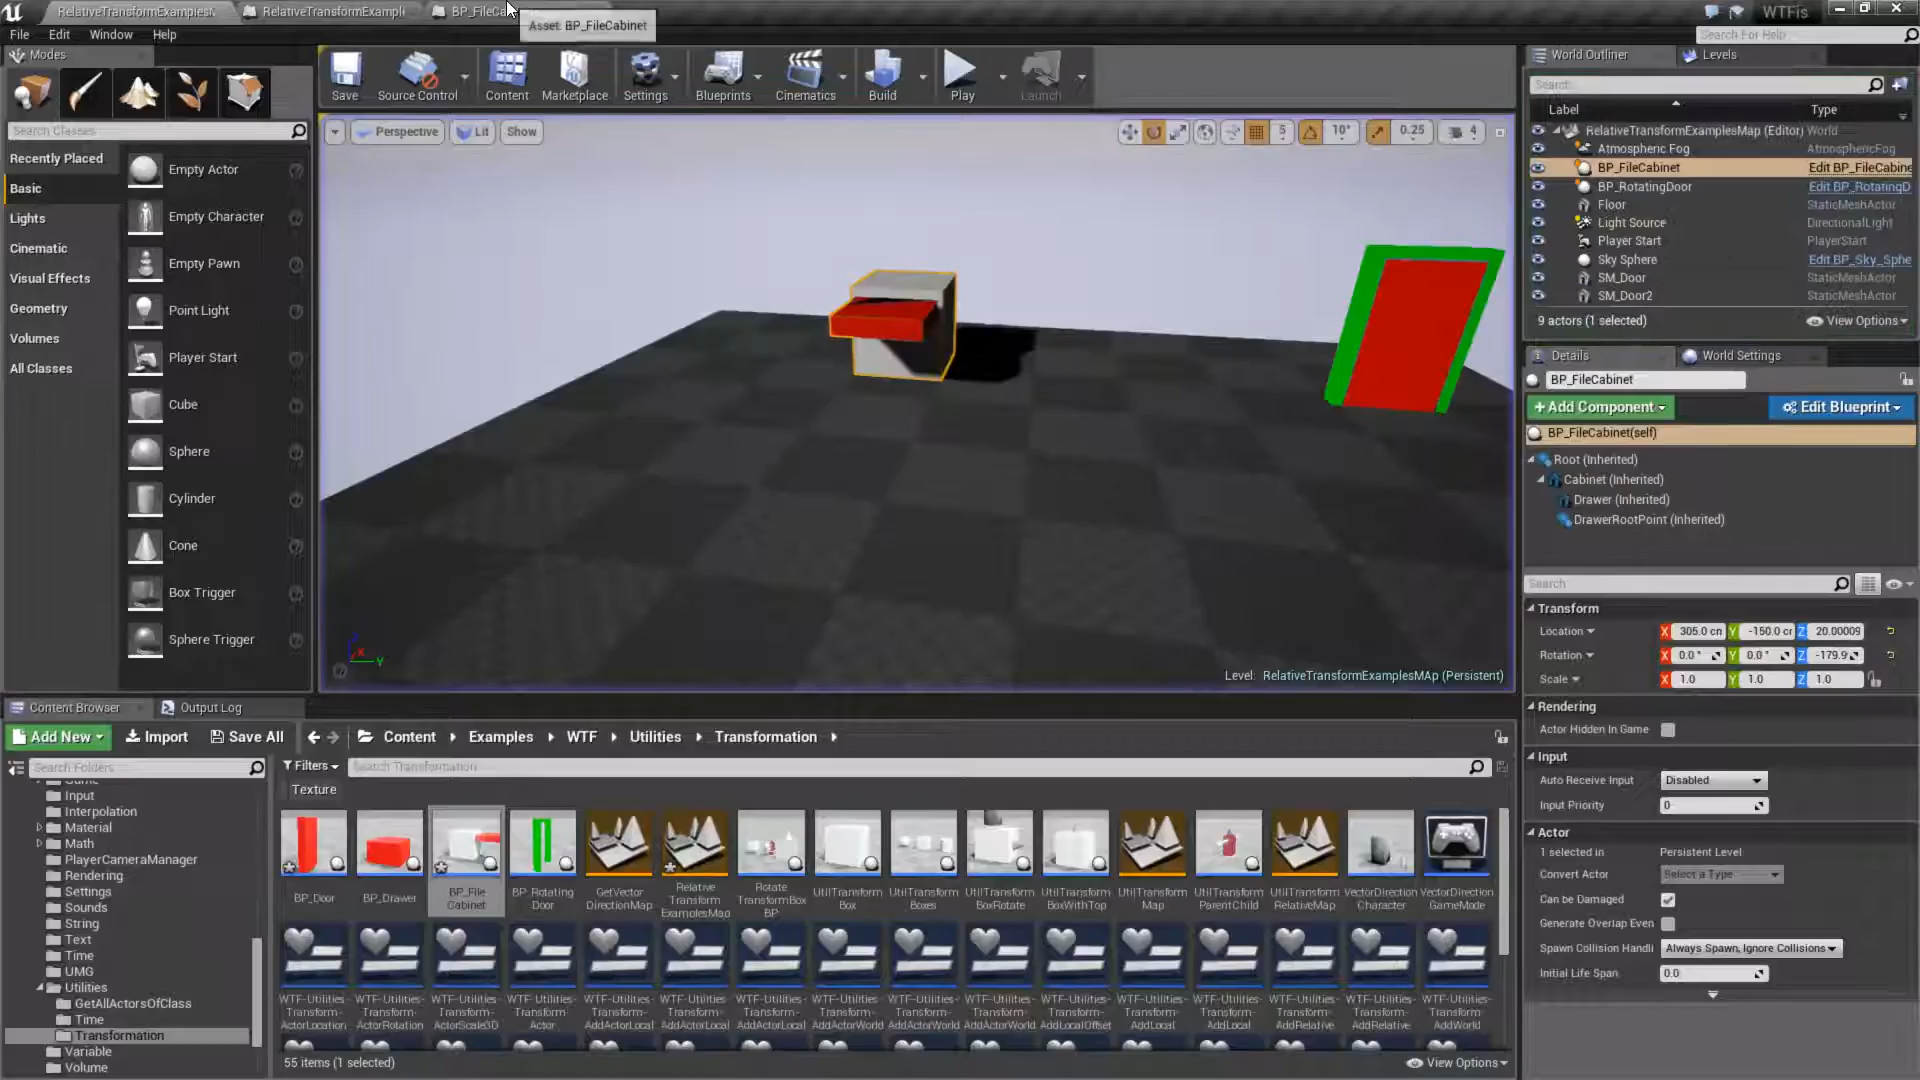 RelativeTransformExamplesM
RelativeTransformExampl
BP_FileCa
WTFis
Asset: BP_FileCabinet
File
Edit
Window
Help
Search For Help
Modes
Search Classes
Recently Placed
Basic
Lights
Cinematic
Visual Effects
Geometry
Volumes
All Classes
Empty Actor
Empty Character
Empty Pawn
Point Light
Player Start
Cube
Sphere
Cylinder
Cone
Box Trigger
Sphere Trigger
Save
Source Control
Content
Marketplace
Settings
Blueprints
Cinematics
Build
Play
Launch
Perspective
Lit
Show
5
10°
0.25
4
Level: RelativeTransformExamplesMAp (Persistent)
World Outliner
Levels
Search
Label
Type
RelativeTransformExamplesMap (Editor) World
Atmospheric Fog AtmosphericFog
BP_FileCabinet Edit BP_FileCabine
BP_RotatingDoor Edit BP_RotatingD
Floor StaticMeshActor
Light Source DirectionalLight
Player Start PlayerStart
Sky Sphere Edit BP_Sky_Sphe
SM_Door StaticMeshActor
SM_Door2 StaticMeshActor
9 actors (1 selected)
View Options
Details
World Settings
BP_FileCabinet
+ Add Component
Edit Blueprint
BP_FileCabinet(self)
Root (Inherited)
Cabinet (Inherited)
Drawer (Inherited)
DrawerRootPoint (Inherited)
Search
Transform
Location X 305.0 cn Y -150.0 cr Z 20.00009
Rotation X 0.0 ° Y 0.0 ° Z -179.9
Scale X 1.0 Y 1.0 Z 1.0
Rendering
Actor Hidden In Game
Input
Auto Receive Input Disabled
Input Priority 0
Actor
1 selected in Persistent Level
Convert Actor Select a Type
Can be Damaged
Generate Overlap Even
Spawn Collision Handli Always Spawn, Ignore Collisions
Initial Life Span 0.0
Content Browser
Output Log
Add New
Import
Save All
Content
Examples
WTF
Utilities
Transformation
Search Folders
Filters
Search Transformation
Texture
Input
Interpolation
Material
Math
PlayerCameraManager
Rendering
Settings
Sounds
String
Text
Time
UMG
Utilities
GetAllActorsOfClass
Time
Transformation
Variable
Volume
BP_Door
BP_Drawer
BP_File
Cabinet
BP_Rotating
Door
GetVector
DirectionMap
Relative
Transform
ExamplesMap
Rotate
TransformBox
BP
UtilTransform
Box
UtilTransform
Boxes
UtilTransform
BoxRotate
UtilTransform
BoxWithTop
UtilTransform
Map
UtilTransform
ParentChild
UtilTransform
RelativeMap
VectorDirection
Character
VectorDirection
GameMode
WTF-Utilities-
Transform-
ActorLocation
WTF-Utilities-
Transform-
ActorRotation
WTF-Utilities-
Transform-
ActorScale3D
WTF-Utilities-
Transform-
Actor
WTF-Utilities-
Transform-
AddActorLocal
WTF-Utilities-
Transform-
AddActorLocal
WTF-Utilities-
Transform-
AddActorLocal
WTF-Utilities-
Transform-
AddActorWorld
WTF-Utilities-
Transform-
AddActorWorld
WTF-Utilities-
Transform-
AddActorWorld
WTF-Utilities-
Transform-
AddLocalOffset
WTF-Utilities-
Transform-
AddLocal
WTF-Utilities-
Transform-
AddLocal
WTF-Utilities-
Transform-
AddRelative
WTF-Utilities-
Transform-
AddRelative
WTF-Utilities-
Transform-
AddWorld
55 items (1 selected)
View Options